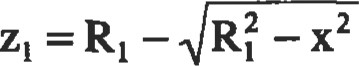 z₁ = R₁ − √(R₁² − x²)